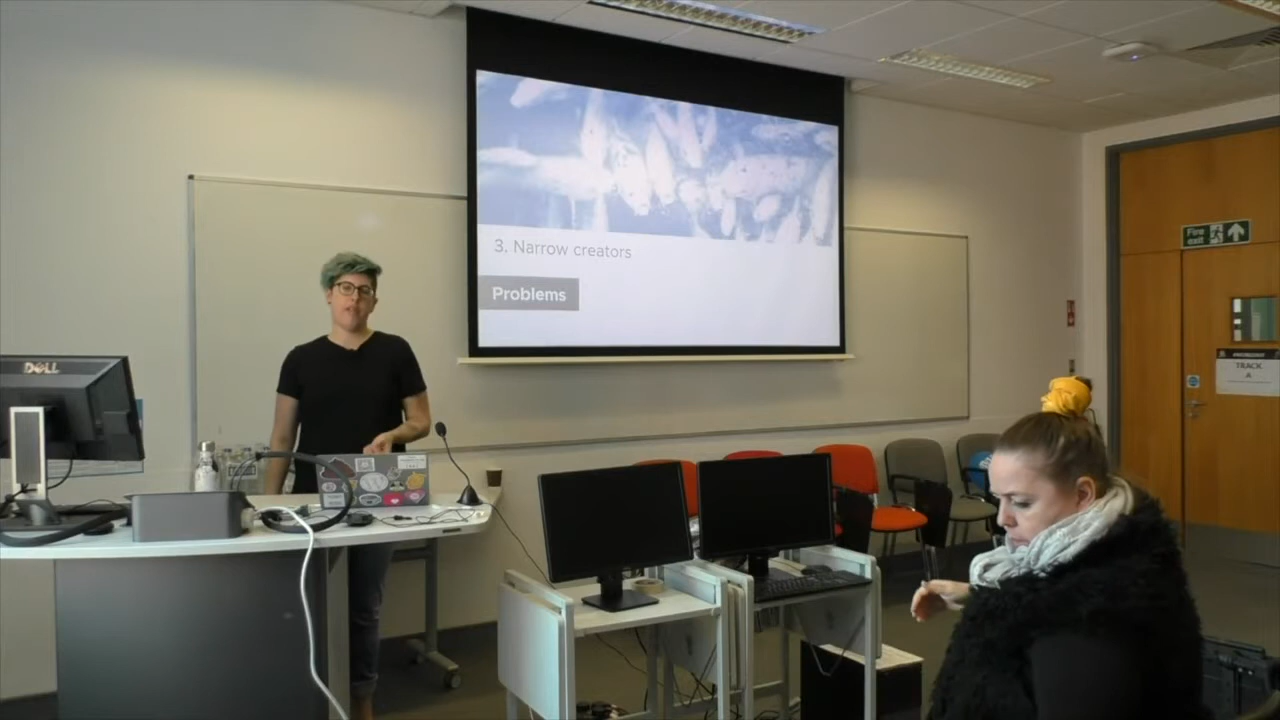 3. Narrow creators
Problems
DELL
Fire
exit
TRACK
A